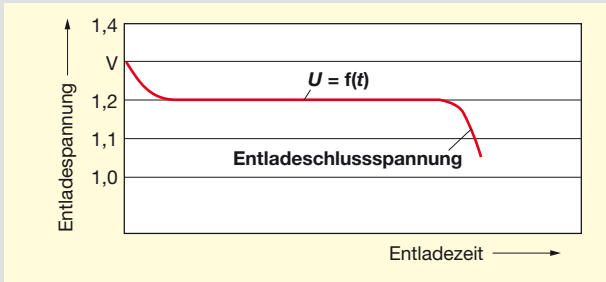 1,4
V
1,2
1,1
1,0
Entladespannung
U = f(t)
Entladeschlussspannung
Entladezeit